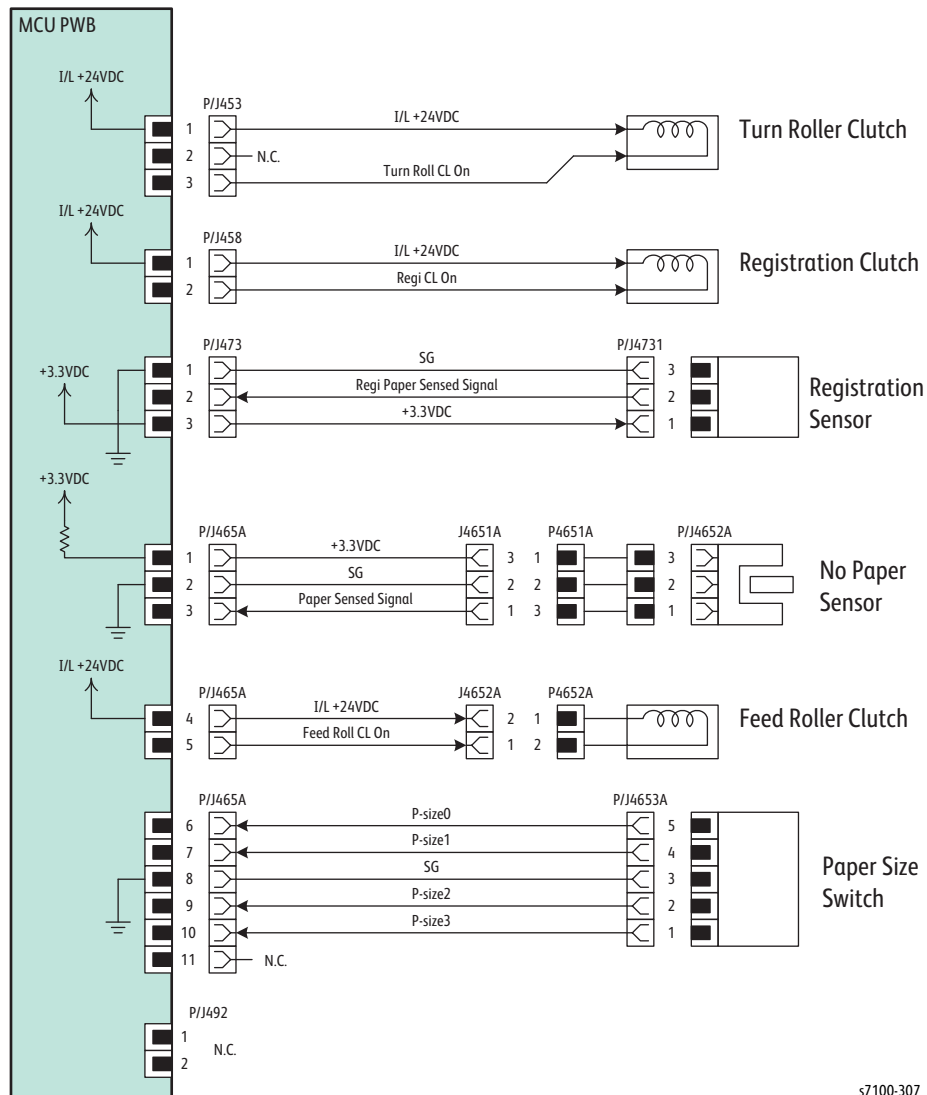 MCU PWB
I/L +24VDC
P/J453
1
2
3
I/L +24VDC
N.C.
Turn Roll CL On
Turn Roller Clutch
I/L +24VDC
P/J458
1
2
I/L +24VDC
Regi CL On
Registration Clutch
+3.3VDC
P/J473
1
2
3
SG
Regi Paper Sensed Signal
+3.3VDC
P/J4731
3
2
1
Registration
Sensor
+3.3VDC
P/J465A
1
2
3
+3.3VDC
SG
Paper Sensed Signal
J4651A
3
2
1
P4651A
1
2
3
P/J4652A
3
2
1
No Paper
Sensor
I/L +24VDC
P/J465A
4
5
I/L +24VDC
Feed Roll CL On
J4652A
2
1
P4652A
1
2
Feed Roller Clutch
P/J465A
6
7
8
9
10
11
P-size0
P-size1
SG
P-size2
P-size3
N.C.
P/J4653A
5
4
3
2
1
Paper Size
Switch
P/J492
1
2
N.C.
s7100-307